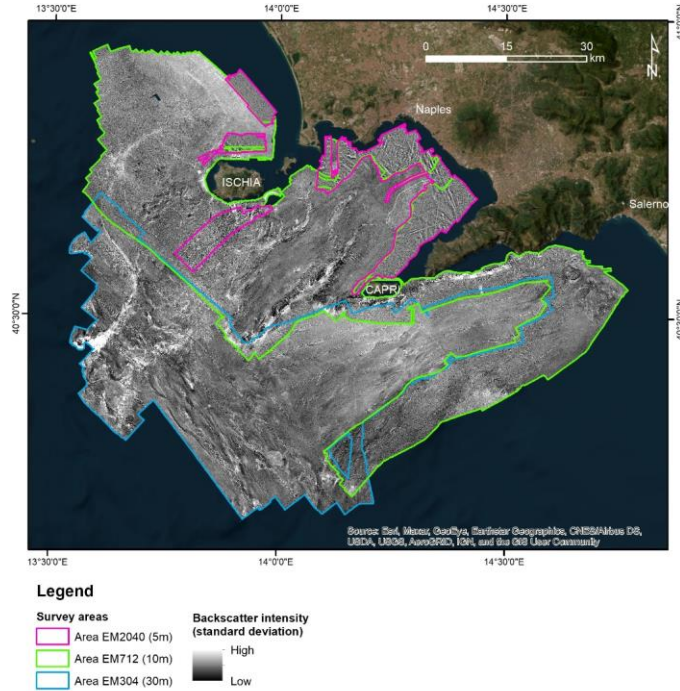 13°30'0"E 14°0'0"E 14°30'0"E
0 15 30
km
N
Naples
ISCHIA
Salerno
CAPRI
40°30'0"N
40°30'0"N
Source: Esri, Maxar, GeoEye, Earthstar Geographics, CNES/Airbus DS,
USDA, USGS, AeroGRID, IGN, and the GIS User Community
13°30'0"E 14°0'0"E 14°30'0"E
Legend
Survey areas
Area EM2040 (5m)
Area EM712 (10m)
Area EM304 (30m)
Backscatter intensity
(standard deviation)
High
Low